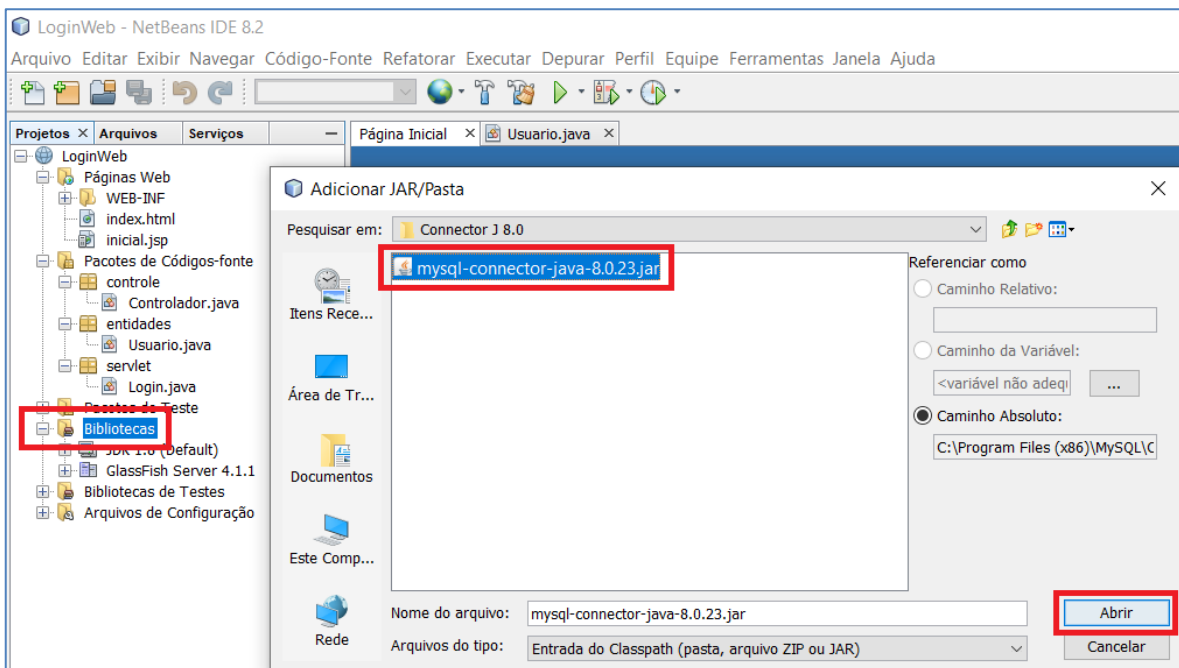 LoginWeb - NetBeans IDE 8.2
Arquivo Editar Exibir Navegar Código-Fonte Refatorar Executar Depurar Perfil Equipe Ferramentas Janela Ajuda
Projetos Arquivos Serviços
Página Inicial Usuario.java
LoginWeb
Páginas Web
WEB-INF
index.html
inicial.jsp
Pacotes de Códigos-fonte
controle
Controlador.java
entidades
Usuario.java
servlet
Login.java
Pacotes de Teste
Bibliotecas
JDK 1.8 (Default)
GlassFish Server 4.1.1
Bibliotecas de Testes
Arquivos de Configuração
Adicionar JAR/Pasta
Pesquisar em: Connector J 8.0
mysql-connector-java-8.0.23.jar
Itens Rece...
Área de Tr...
Documentos
Este Comp...
Rede
Referenciar como
Caminho Relativo:
Caminho da Variável:
<variável não adequ ...
Caminho Absoluto:
C:\Program Files (x86)\MySQL\C
Nome do arquivo: mysql-connector-java-8.0.23.jar
Abrir
Arquivos do tipo: Entrada do Classpath (pasta, arquivo ZIP ou JAR)
Cancelar